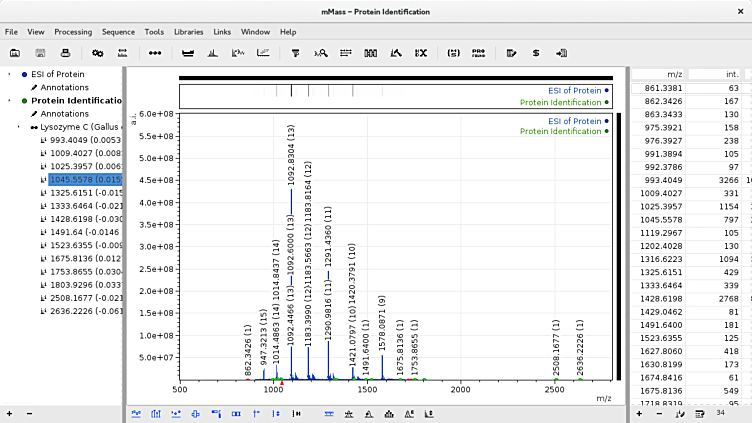 mMass – Protein Identification
File View Processing Sequence Tools Libraries Links Window Help
ESI of Protein
Annotations
Protein Identificatio
Annotations
Lysozyme C (Gallus
993.4049 (0.0053
1009.4027 (0.008
1025.3957 (0.006
1045.5578 (0.015
1325.6151 (-0.015
1333.6464 (-0.021
1428.6198 (-0.030
1491.64 (-0.0146
1523.6355 (-0.009
1675.8136 (0.012
1753.8655 (0.030
1803.9296 (0.033
2508.1677 (-0.021
2636.2226 (-0.061
ESI of Protein
Protein Identification
ESI of Protein
Protein Identification
a.i.
6.0e+08
5.5e+08
5.0e+08
4.5e+08
4.0e+08
3.5e+08
3.0e+08
2.5e+08
2.0e+08
1.5e+08
1.0e+08
5.0e+07
862.3426 (1)
947.3213 (15)
1014.4863 (14)
1014.8437 (14)
1092.4466 (13)
1092.6000 (13)
1092.8304 (13)
1183.3990 (12)
1183.5663 (12)
1183.8164 (12)
1290.9816 (11)
1291.4360 (11)
1421.0797 (10)
1420.3791 (10)
1491.6400 (1)
1578.0871 (9)
1675.8136 (1)
1753.8655 (1)
2508.1677 (1)
2636.2226 (1)
500 1000 1500 2000 2500
m/z
m/z int.
861.3381 63
862.3426 167
863.3433 130
975.3921 158
976.3927 238
991.3894 105
992.3786 97
993.4049 3266
1009.4027 331
1025.3957 1154
1045.5578 797
1119.2967 105
1202.4028 130
1316.6223 1094
1325.6151 429
1333.6464 339
1428.6198 2768
1429.0462 81
1491.6400 181
1523.6355 125
1627.8060 418
1630.8199 173
1674.8416 61
1675.8136 549
1718.8319 95
34